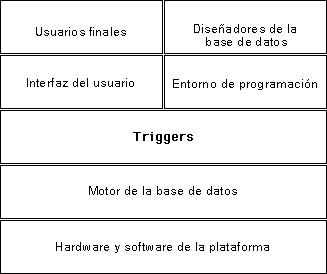 Usuarios finales
Diseñadores de la
base de datos
Interfaz del usuario
Entorno de programación
Triggers
Motor de la base de datos
Hardware y software de la plataforma